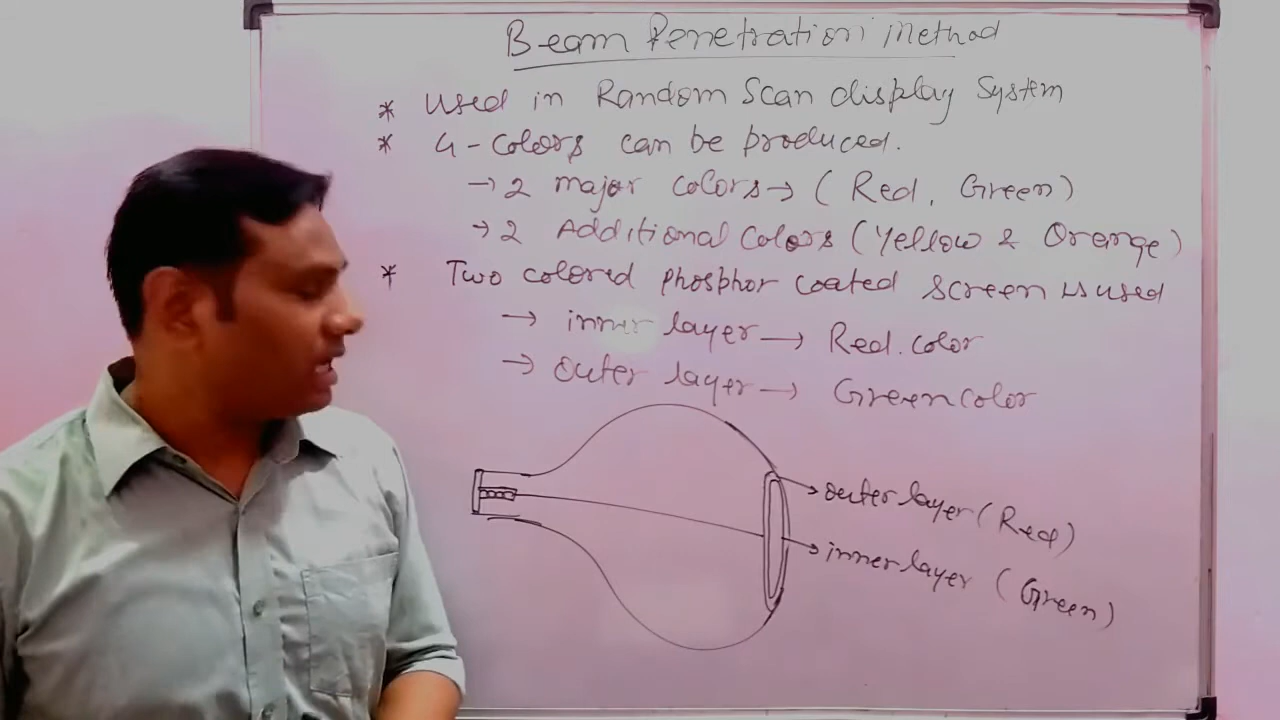 Beam Penetration Method
* Used in Random Scan display System
* 4-colors can be produced.
→ 2 major colors → (Red, Green)
→ 2 Additional Colors (Yellow & Orange)
* Two colored phosphor coated screen is used
→ inner layer → Red.color
→ outer layer → Green color
→ outer layer (Red)
→ inner layer (Green)